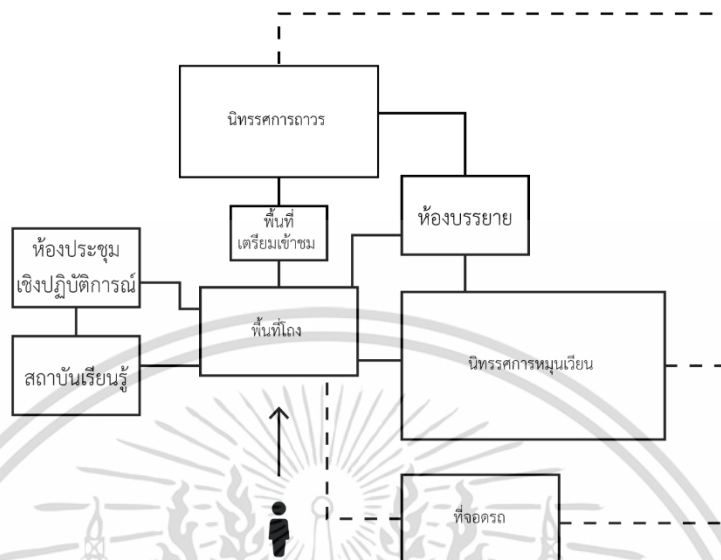 นิทรรศการถาวร
พื้นที่
เตรียมเข้าชม
ห้องบรรยาย
ห้องประชุม
เชิงปฏิบัติการณ์
พื้นที่โถง
นิทรรศการหมุนเวียน
สถาบันเรียนรู้
ที่จอดรถ